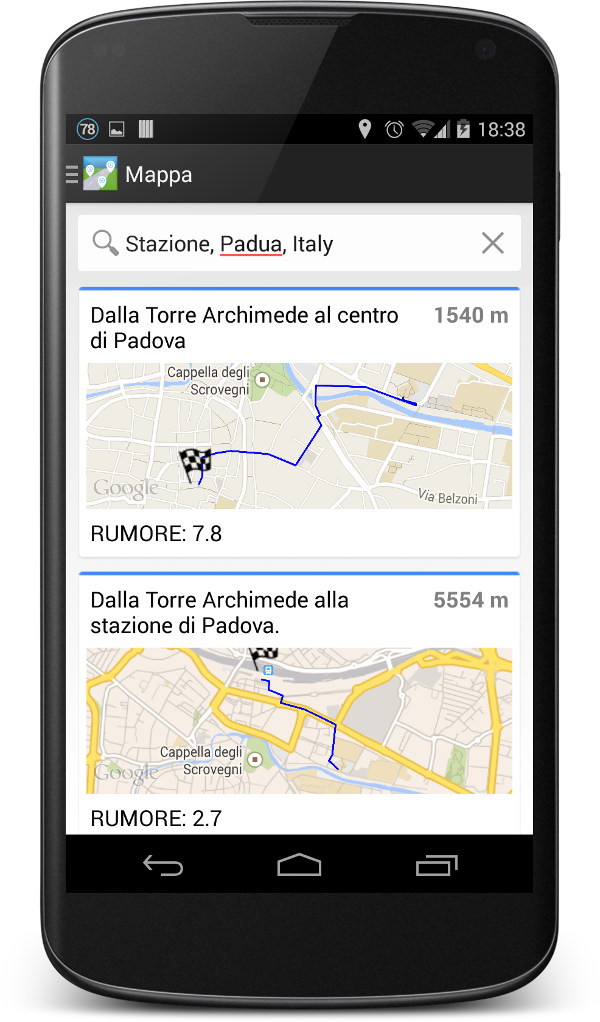 78
18:38
Mappa
Stazione, Padua, Italy
Dalla Torre Archimede al centro
di Padova
1540 m
Cappella degli
Scrovegni
Google
Via Belzoni
RUMORE: 7.8
Dalla Torre Archimede alla
stazione di Padova.
5554 m
Cappella degli
Scrovegni
Google
RUMORE: 2.7